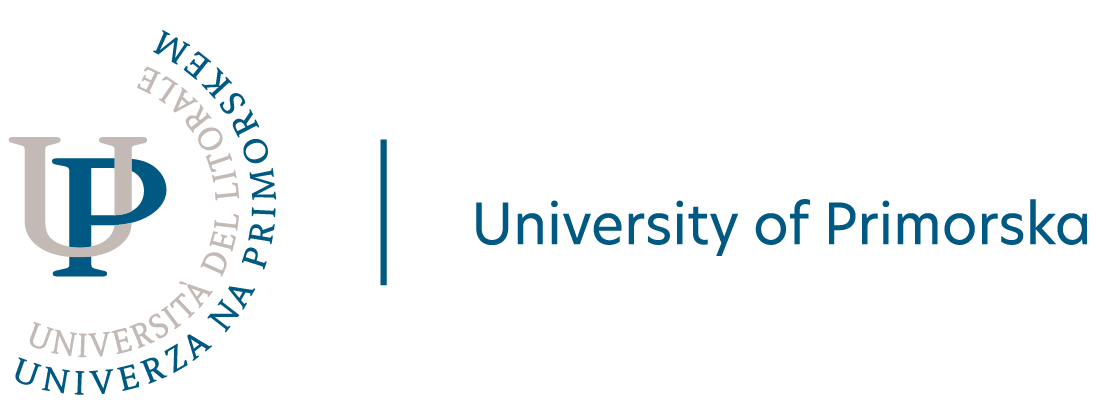 UP
UNIVERSITÀ DEL LITORALE
UNIVERZA NA PRIMORSKEM
University of Primorska